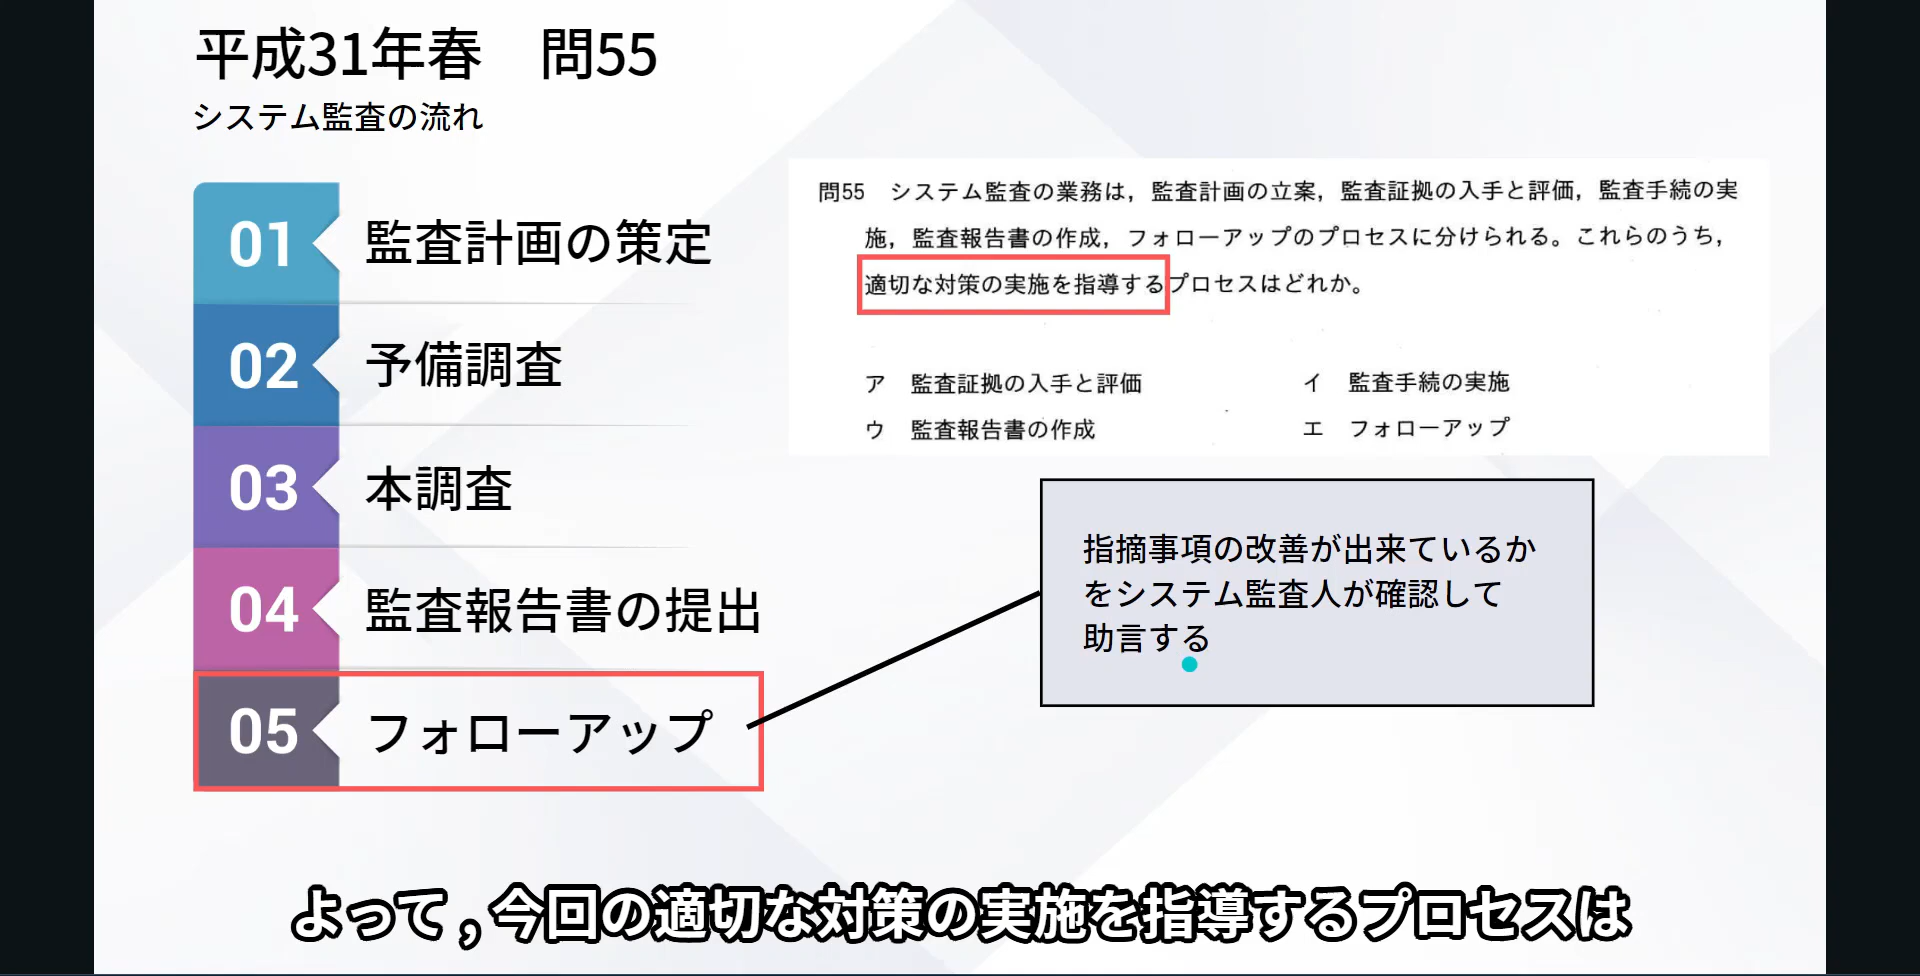 平成31年春　問55
システム監査の流れ
01 監査計画の策定
02 予備調査
03 本調査
04 監査報告書の提出
05 フォローアップ
問55　システム監査の業務は，監査計画の立案，監査証拠の入手と評価，監査手続の実
施，監査報告書の作成，フォローアップのプロセスに分けられる。これらのうち，
適切な対策の実施を指導するプロセスはどれか。
ア　監査証拠の入手と評価　イ　監査手続の実施
ウ　監査報告書の作成　エ　フォローアップ
指摘事項の改善が出来ているか
をシステム監査人が確認して
助言する
よって，今回の適切な対策の実施を指導するプロセスは